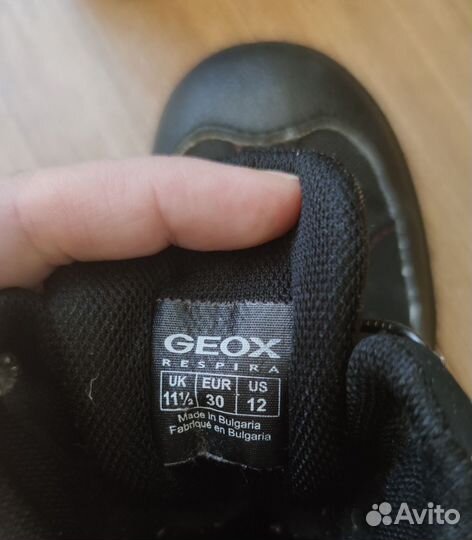 GEOX
RESPIRA
UK EUR US
11½ 30 12
Made in Bulgaria
Fabriqué en Bulgaria
Avito